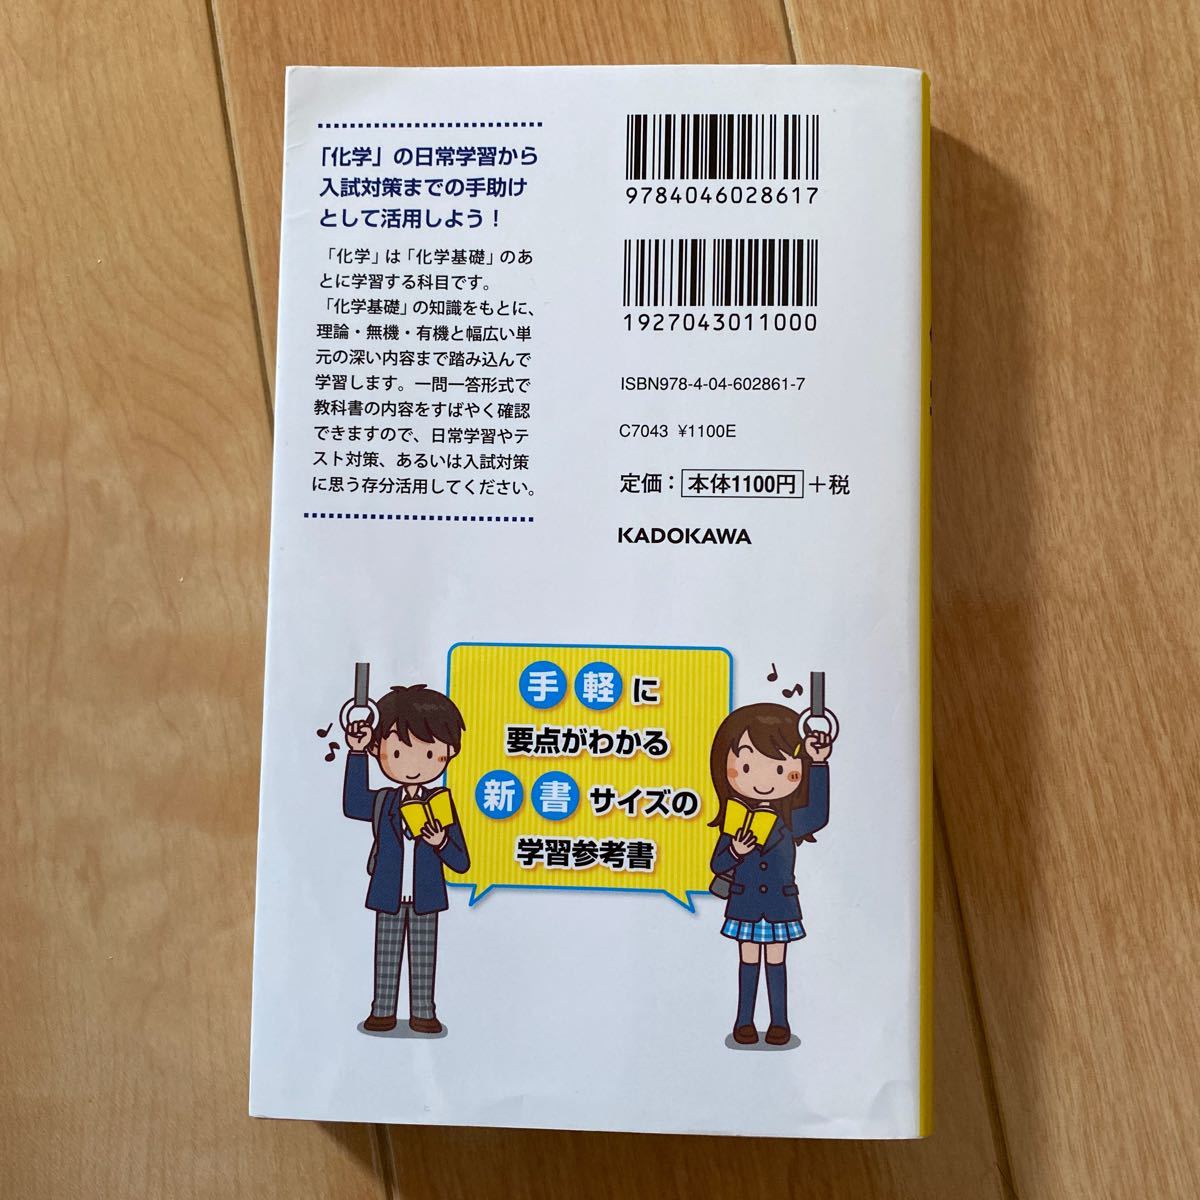 「化学」の日常学習から
入試対策までの手助け
として活用しよう！
「化学」は「化学基礎」のあ
とに学習する科目です。
「化学基礎」の知識をもとに、
理論・無機・有機と幅広い単
元の深い内容まで踏み込んで
学習します。一問一答形式で
教科書の内容をすばやく確認
できますので、日常学習やテ
スト対策、あるいは入試対策
に思う存分活用してください。
9784046028617
1927043011000
ISBN978-4-04-602861-7
C7043 ¥1100E
定価：本体1100円＋税
KADOKAWA
手軽に
要点がわかる
新書サイズの
学習参考書